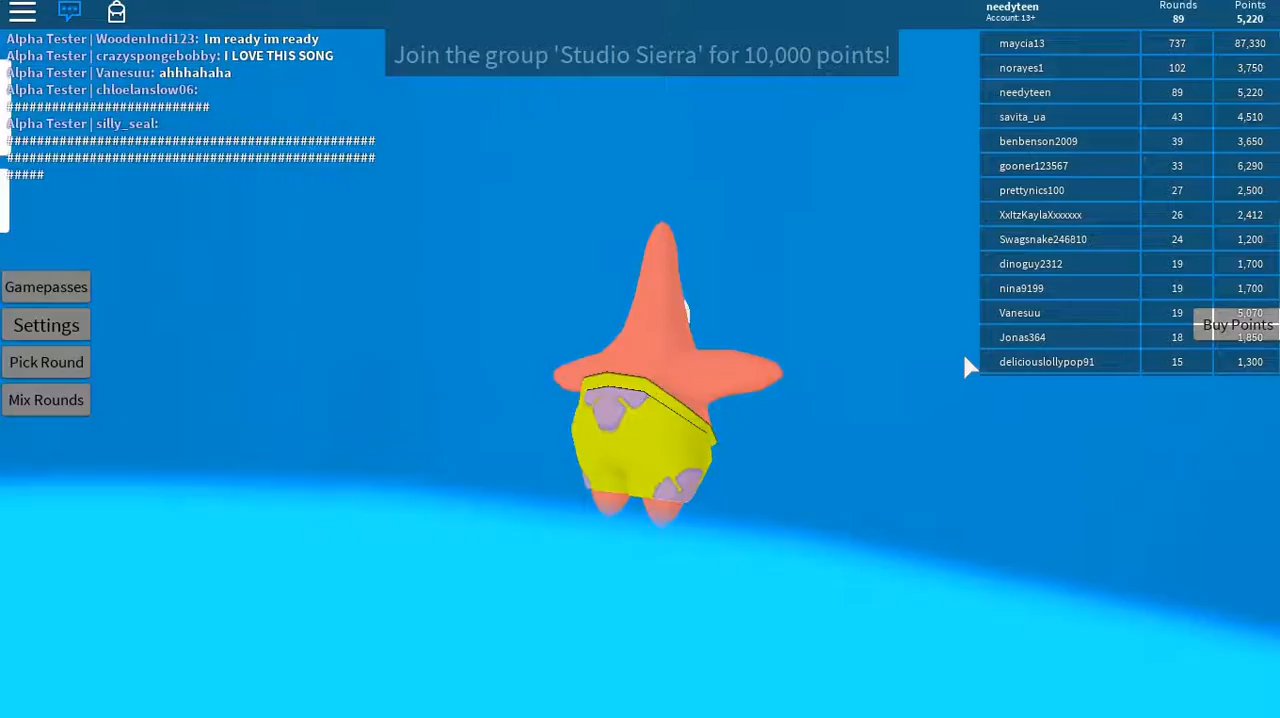 needyteen Rounds Points
Account: 13+ 89 5,220
Alpha Tester | WoodenIndi123: Im ready im ready
Alpha Tester | crazyspongebobby: I LOVE THIS SONG
Alpha Tester | Vanesuu: ahhhahaha
Alpha Tester | chloelanslow06:
###########################
Alpha Tester | silly_seal:
#################################################
#################################################
#####
Join the group 'Studio Sierra' for 10,000 points!
maycia13 737 87,330
norayes1 102 3,750
needyteen 89 5,220
savita_ua 43 4,510
benbenson2009 39 3,650
gooner123567 33 6,290
prettynics100 27 2,500
XxItzKaylaXxxxxxx 26 2,412
Swagsnake246810 24 1,200
dinoguy2312 19 1,700
nina9199 19 1,700
Vanesuu 19 5,070
Jonas364 18 1,850
deliciouslollypop91 15 1,300
Gamepasses
Settings
Pick Round
Mix Rounds
Buy Points